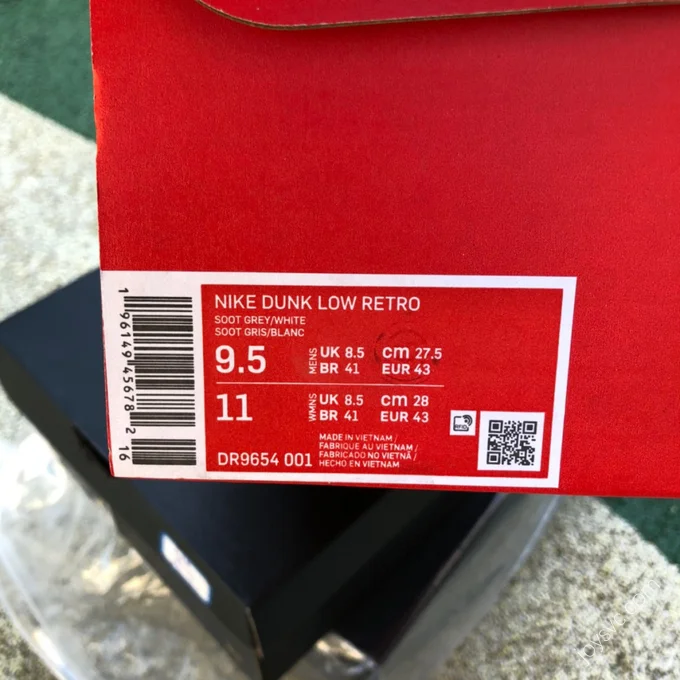 NIKE DUNK LOW RETRO
SOOT GREY/WHITE
SOOT GRIS/BLANC
9.5 MENS UK 8.5 cm 27.5
BR 41 EUR 43
11 WMNS UK 8.5 cm 28
BR 41 EUR 43
DR9654 001
MADE IN VIETNAM
FABRIQUE AU VIETNAM /
FABRICADO NO VIETNÃ /
HECHO EN VIETNAM
1 96149 45678 2 16